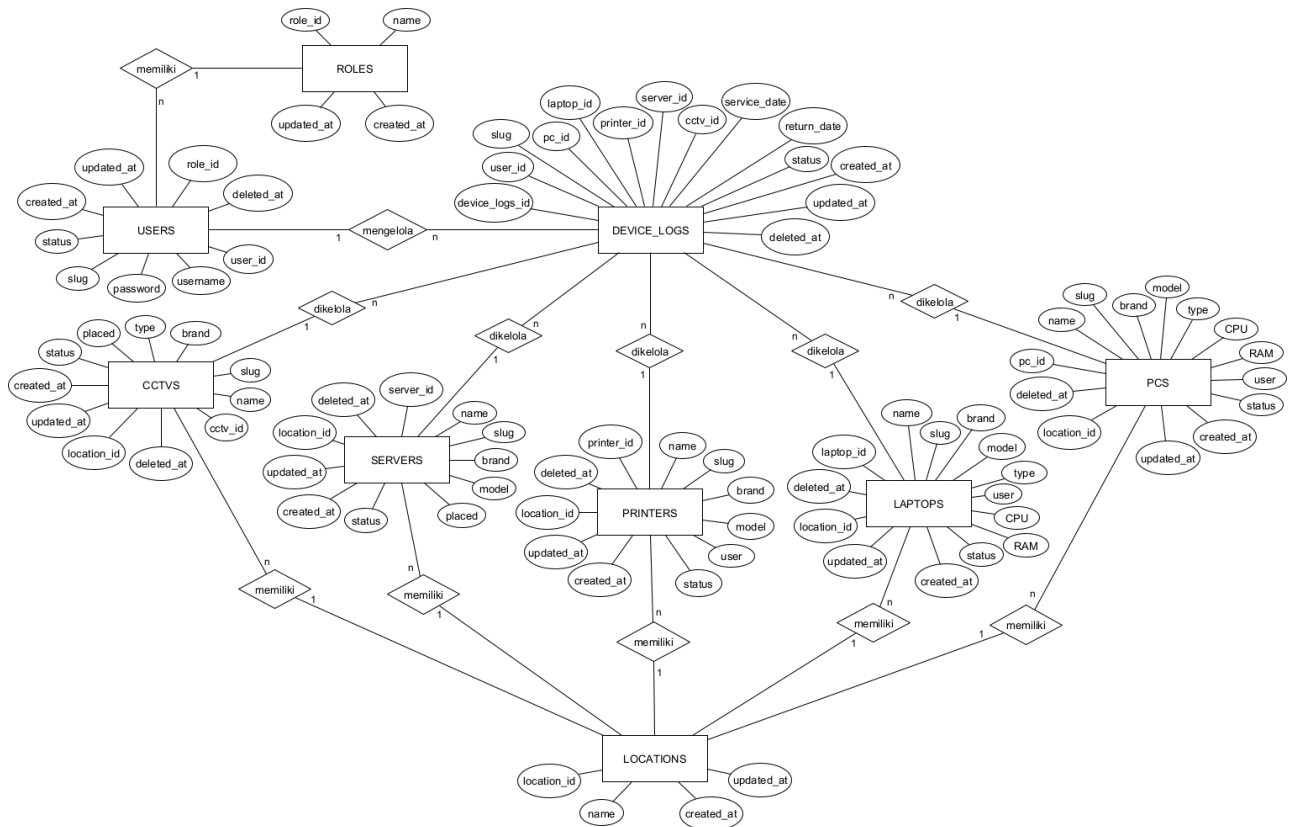 role_id
name
ROLES
updated_at
created_at
memiliki
1
n
updated_at
role_id
created_at
deleted_at
USERS
status
user_id
slug
password
username
1
mengelola
n
laptop_id
server_id
service_date
slug
pc_id
printer_id
cctv_id
return_date
user_id
status
created_at
device_logs_id
DEVICE_LOGS
updated_at
deleted_at
n
dikelola
1
n
dikelola
1
n
dikelola
1
n
dikelola
1
n
dikelola
1
placed
type
brand
status
slug
created_at
CCTVS
name
updated_at
cctv_id
location_id
deleted_at
deleted_at
server_id
name
location_id
slug
SERVERS
brand
updated_at
model
created_at
status
placed
printer_id
name
slug
deleted_at
brand
location_id
PRINTERS
model
updated_at
user
created_at
status
name
brand
slug
model
laptop_id
type
deleted_at
user
LAPTOPS
location_id
CPU
RAM
updated_at
status
created_at
model
slug
brand
type
name
CPU
pc_id
RAM
PCS
user
deleted_at
status
location_id
created_at
updated_at
n
memiliki
1
n
memiliki
1
n
memiliki
1
n
memiliki
1
n
memiliki
1
LOCATIONS
location_id
updated_at
name
created_at